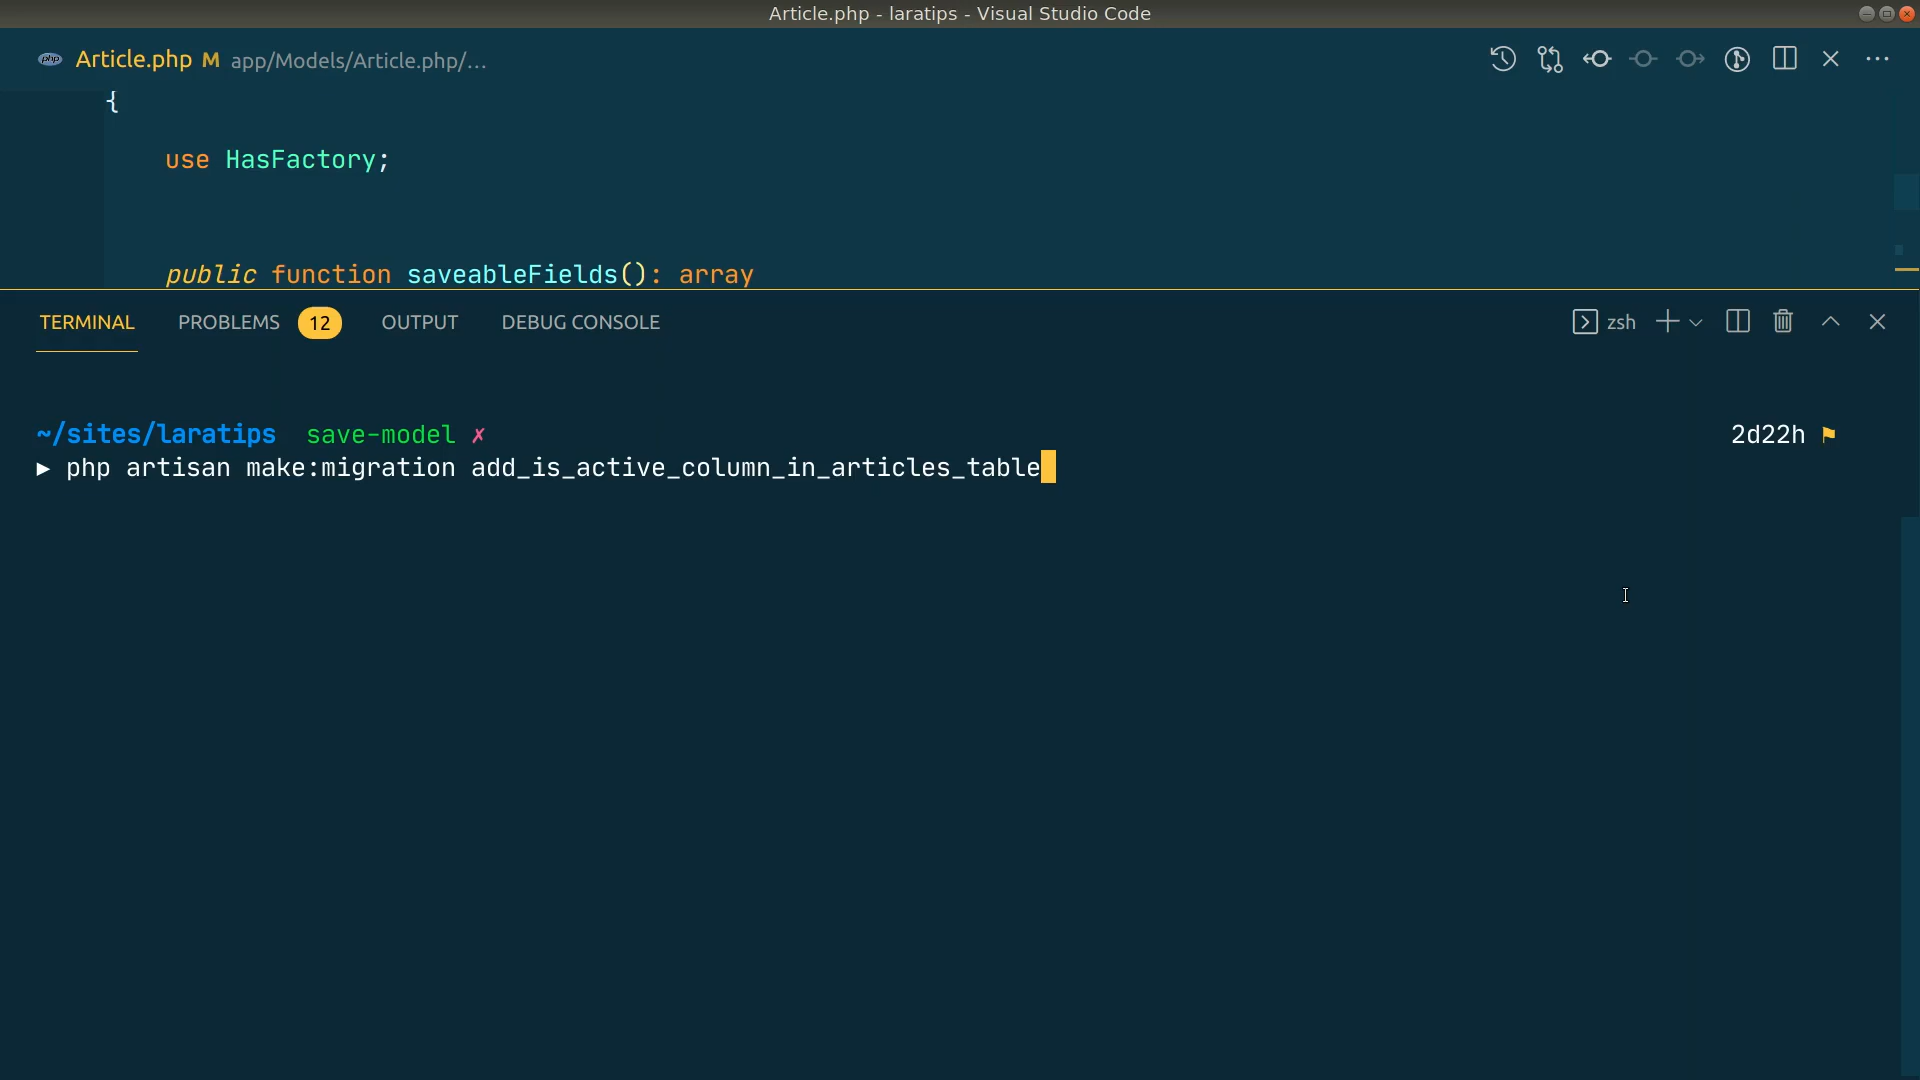 Article.php - laratips - Visual Studio Code
php Article.php M app/Models/Article.php/...
{
use HasFactory;
public function saveableFields(): array
TERMINAL PROBLEMS 12 OUTPUT DEBUG CONSOLE zsh
~/sites/laratips save-model ✗ 2d22h ⚑
▶ php artisan make:migration add_is_active_column_in_articles_table